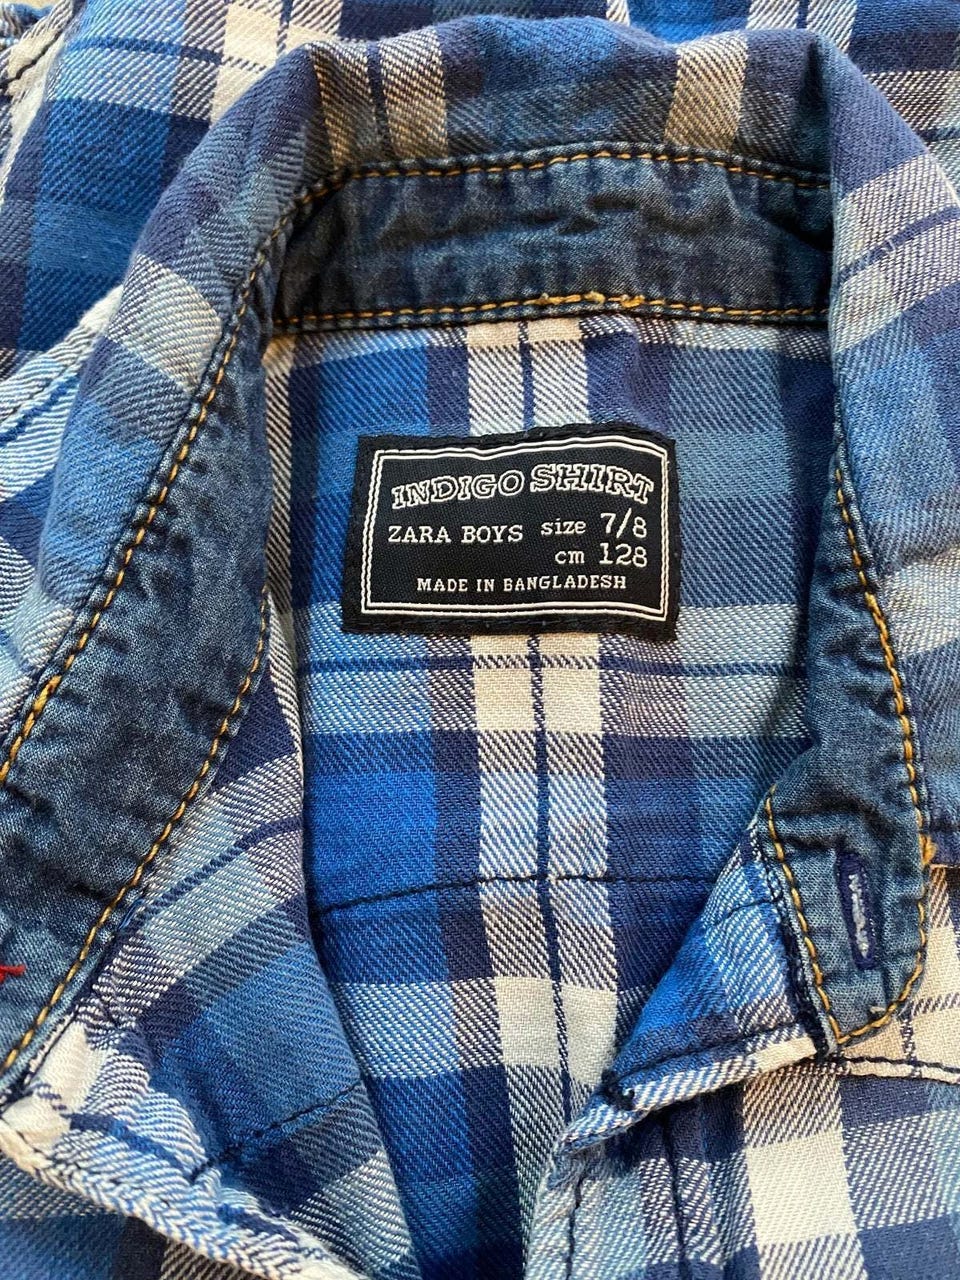 INDIGO SHIRT
ZARA BOYS size 7/8
cm 128
MADE IN BANGLADESH